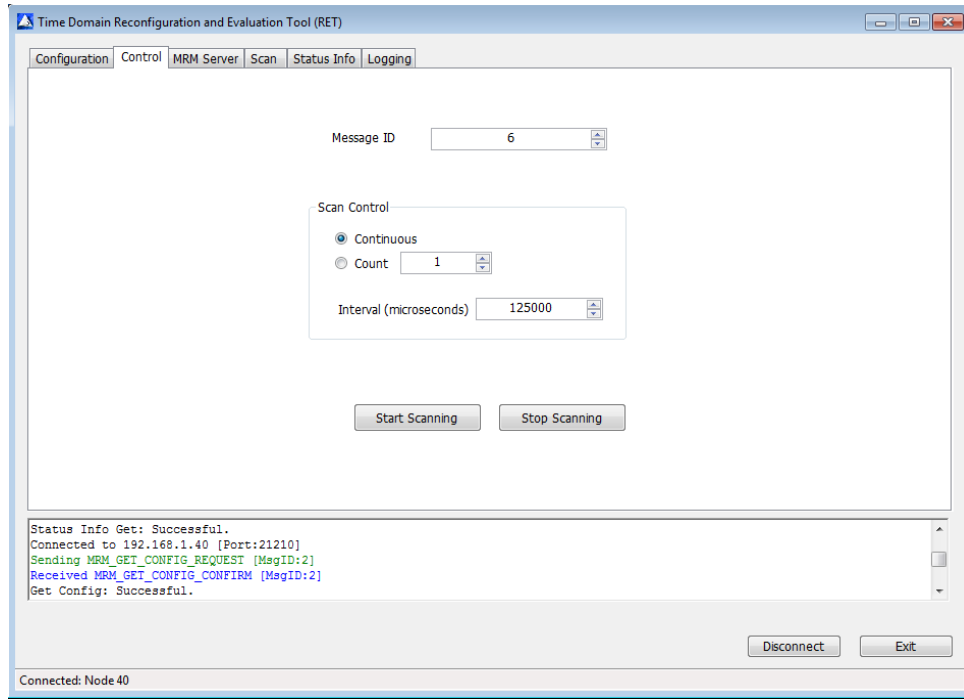 Time Domain Reconfiguration and Evaluation Tool (RET)
Configuration Control MRM Server Scan Status Info Logging
Message ID 6
Scan Control
Continuous
Count 1
Interval (microseconds) 125000
Start Scanning Stop Scanning
Status Info Get: Successful.
Connected to 192.168.1.40 [Port:21210]
Sending MRM_GET_CONFIG_REQUEST [MsgID:2]
Received MRM_GET_CONFIG_CONFIRM [MsgID:2]
Get Config: Successful.
Disconnect Exit
Connected: Node 40